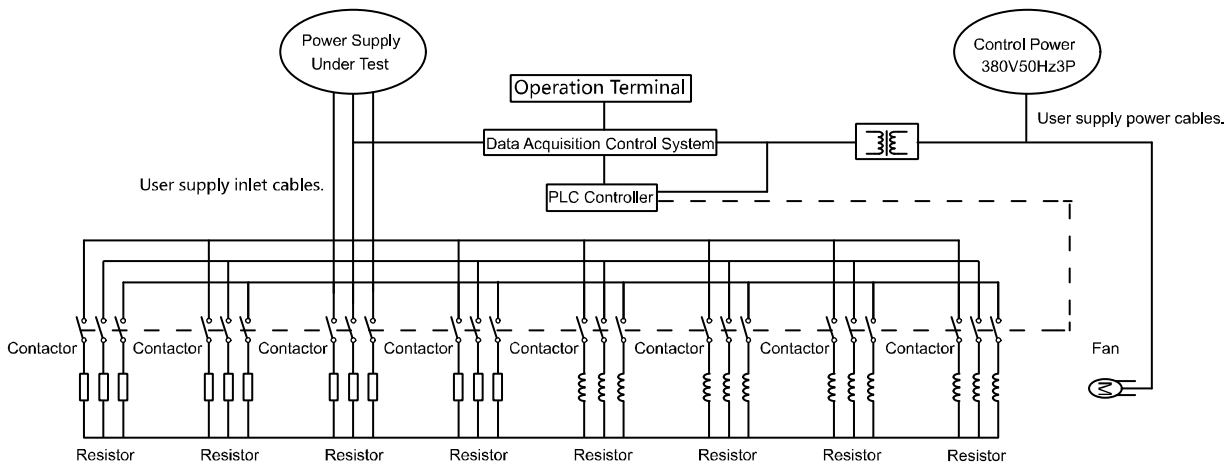 Power Supply
Under Test
Control Power
380V50Hz3P
Operation Terminal
User supply power cables.
Data Acquisition Control System
User supply inlet cables.
PLC Controller
Contactor
Contactor
Contactor
Contactor
Contactor
Contactor
Contactor
Contactor
Fan
M
Resistor
Resistor
Resistor
Resistor
Resistor
Resistor
Resistor
Resistor